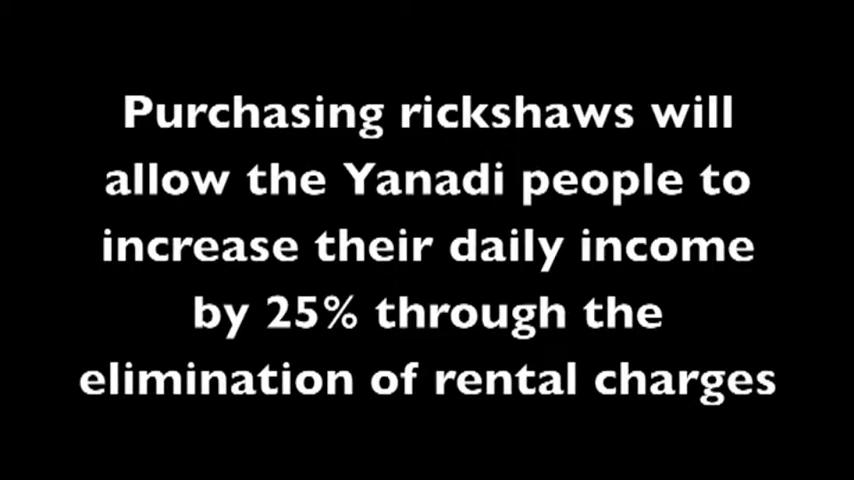 Purchasing rickshaws will
allow the Yanadi people to
increase their daily income
by 25% through the
elimination of rental charges